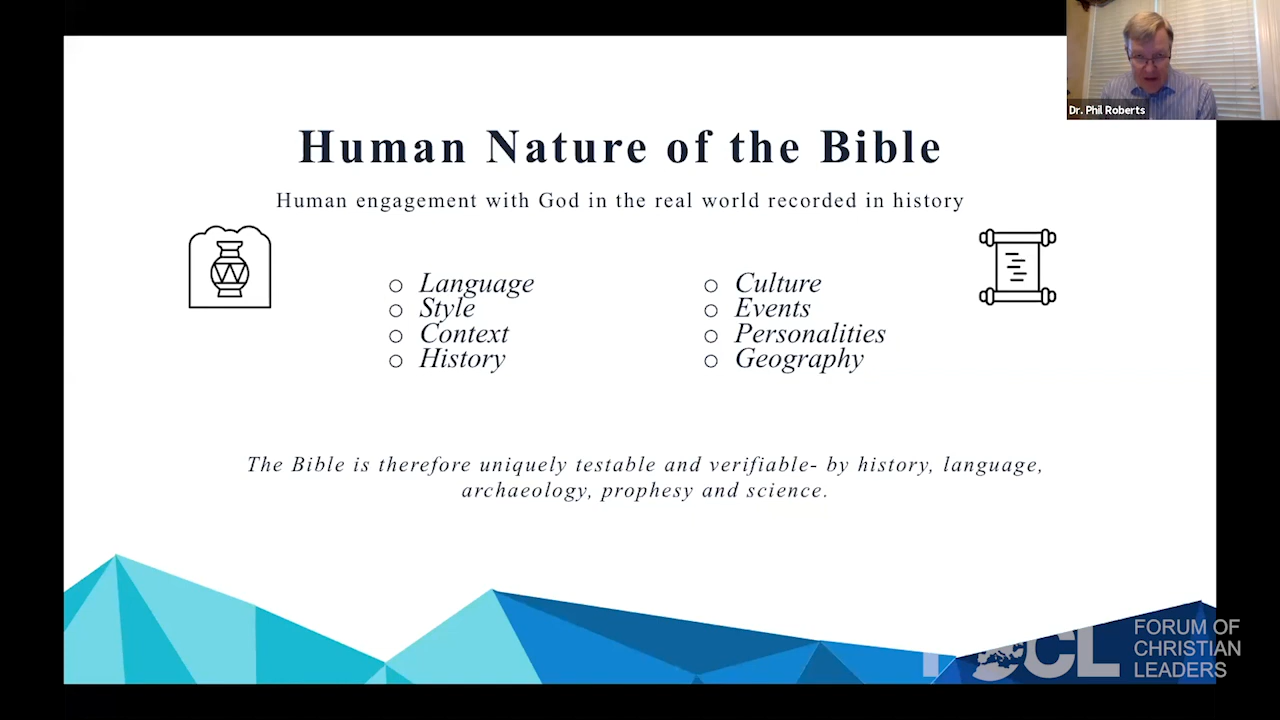 Dr. Phil Roberts
Human Nature of the Bible
Human engagement with God in the real world recorded in history
Language
Style
Context
History
Culture
Events
Personalities
Geography
The Bible is therefore uniquely testable and verifiable- by history, language,
archaeology, prophesy and science.
FOCL
FORUM OF
CHRISTIAN
LEADERS